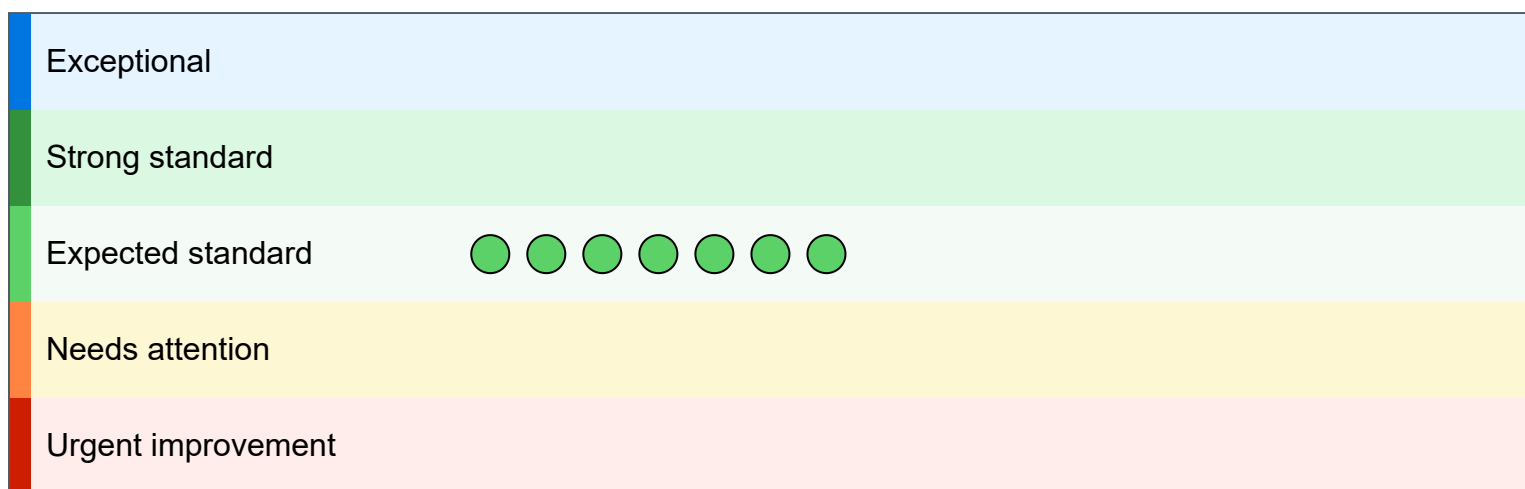 Exceptional
Strong standard
Expected standard
Needs attention
Urgent improvement